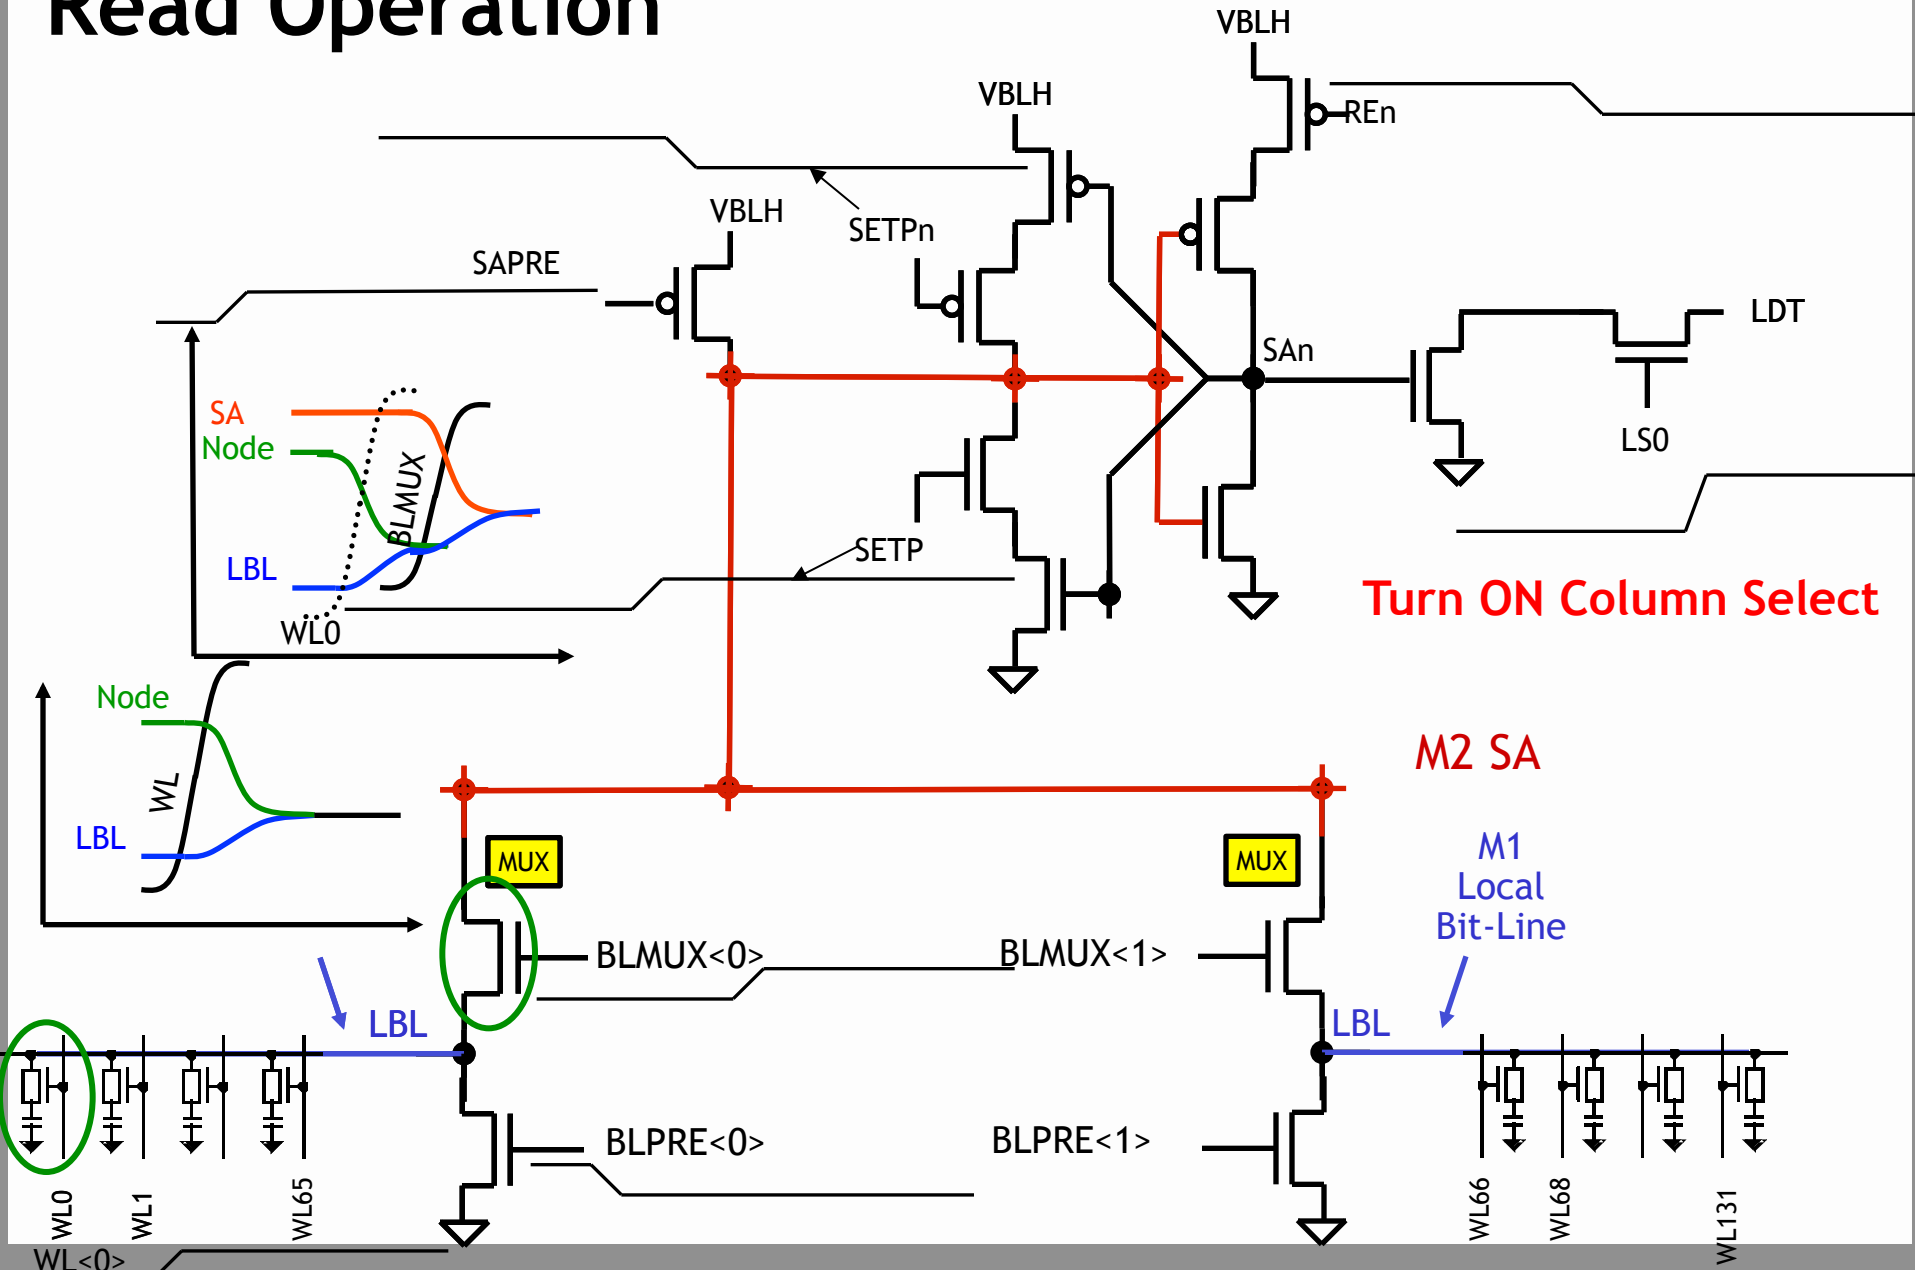 Read Operation
VBLH
VBLH
REn
VBLH
SETPn
SAPRE
LDT
SAn
SA
Node
LS0
BLMUX
SETP
LBL
Turn ON Column Select
WL0
Node
M2 SA
WL
LBL
MUX
MUX
M1
Local
Bit-Line
BLMUX<0>
BLMUX<1>
LBL
LBL
BLPRE<0>
BLPRE<1>
WL0
WL1
WL65
WL66
WL68
WL131
WL<0>